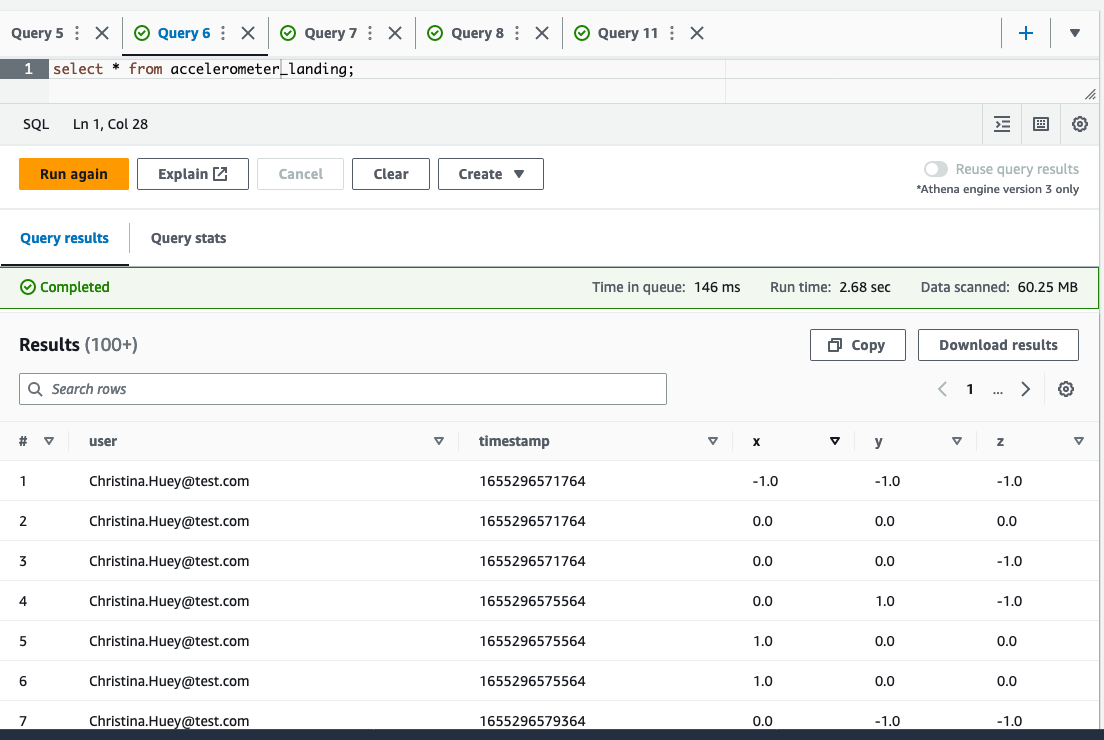 Query 5 Query 6 Query 7 Query 8 Query 11
1 select * from accelerometer_landing;
SQL Ln 1, Col 28
Run again Explain Cancel Clear Create Reuse query results
*Athena engine version 3 only
Query results Query stats
Completed Time in queue: 146 ms Run time: 2.68 sec Data scanned: 60.25 MB
Results (100+) Copy Download results
Search rows 1 ...
# user timestamp x y z
1 Christina.Huey@test.com 1655296571764 -1.0 -1.0 -1.0
2 Christina.Huey@test.com 1655296571764 0.0 0.0 0.0
3 Christina.Huey@test.com 1655296571764 0.0 0.0 -1.0
4 Christina.Huey@test.com 1655296575564 0.0 1.0 -1.0
5 Christina.Huey@test.com 1655296575564 1.0 0.0 0.0
6 Christina.Huey@test.com 1655296575564 1.0 0.0 0.0
7 Christina.Huey@test.com 1655296579364 0.0 -1.0 -1.0